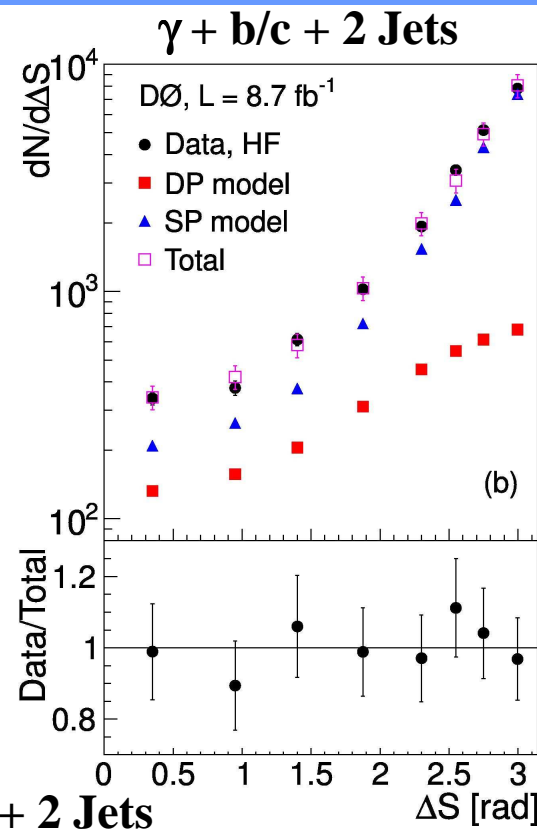 γ + b/c + 2 Jets
dN/dΔS
10⁴
10³
10²
DØ, L = 8.7 fb⁻¹
Data, HF
DP model
SP model
Total
(b)
Data/Total
1.2
1
0.8
0 0.5 1 1.5 2 2.5 3
ΔS [rad]
+ 2 Jets